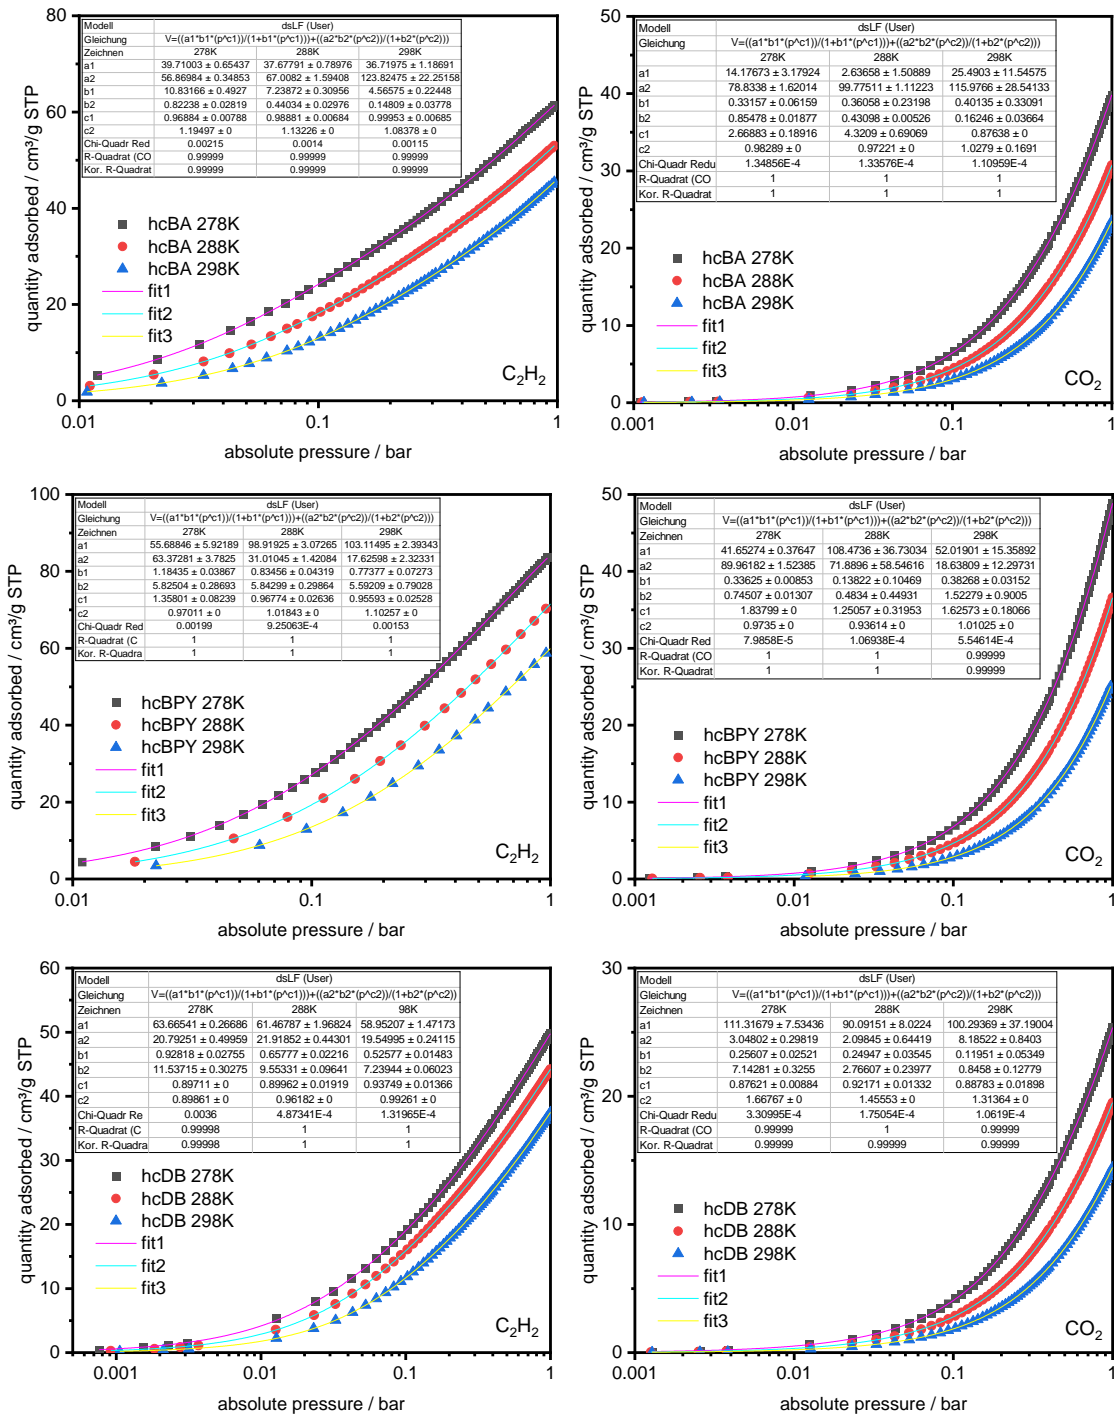 80
60
40
20
0
0.01 0.1 1
quantity adsorbed / cm³/g STP
absolute pressure / bar
Modell dsLF (User)
Gleichung V=((a1*b1*(p^c1))/(1+b1*(p^c1)))+((a2*b2*(p^c2))/(1+b2*(p^c2)))
Zeichnen 278K 288K 298K
a1 39.71003 ± 0.65437 37.67791 ± 0.78976 36.71975 ± 1.18691
a2 56.86984 ± 0.34853 67.0082 ± 1.59408 123.82475 ± 22.25158
b1 10.83166 ± 0.4927 7.23872 ± 0.30956 4.56575 ± 0.22448
b2 0.82238 ± 0.02819 0.44034 ± 0.02976 0.14809 ± 0.03778
c1 0.96884 ± 0.00788 0.98881 ± 0.00684 0.99953 ± 0.00685
c2 1.19497 ± 0 1.13226 ± 0 1.08378 ± 0
Chi-Quadr Red 0.00215 0.0014 0.00115
R-Quadrat (CO 0.99999 0.99999 0.99999
Kor. R-Quadrat 0.99999 0.99999 0.99999
hcBA 278K
hcBA 288K
hcBA 298K
fit1
fit2
fit3
C₂H₂
50
40
30
20
10
0
0.001 0.01 0.1 1
quantity adsorbed / cm³/g STP
absolute pressure / bar
Modell dsLF (User)
Gleichung V=((a1*b1*(p^c1))/(1+b1*(p^c1)))+((a2*b2*(p^c2))/(1+b2*(p^c2)))
278K 288K 298K
a1 14.17673 ± 3.17924 2.63658 ± 1.50889 25.4903 ± 11.54575
a2 78.8338 ± 1.62014 99.77511 ± 1.11223 115.9766 ± 28.54133
b1 0.33157 ± 0.06159 0.36058 ± 0.23198 0.40135 ± 0.33091
b2 0.85478 ± 0.01877 0.43098 ± 0.00526 0.16246 ± 0.03664
c1 2.66883 ± 0.18916 4.3209 ± 0.69069 0.87638 ± 0
c2 0.98289 ± 0 0.97221 ± 0 1.0279 ± 0.1691
Chi-Quadr Redu 1.34856E-4 1.33576E-4 1.10959E-4
R-Quadrat (CO 1 1 1
Kor. R-Quadrat 1 1 1
hcBA 278K
hcBA 288K
hcBA 298K
fit1
fit2
fit3
CO₂
100
80
60
40
20
0
0.01 0.1 1
quantity adsorbed / cm³/g STP
absolute pressure / bar
Modell dsLF (User)
Gleichung V=((a1*b1*(p^c1))/(1+b1*(p^c1)))+((a2*b2*(p^c2))/(1+b2*(p^c2)))
Zeichnen 278K 288K 298K
a1 55.68846 ± 5.92189 98.91925 ± 3.07265 103.11495 ± 2.39343
a2 63.37281 ± 3.7825 31.01045 ± 1.42084 17.62598 ± 2.32331
b1 1.18435 ± 0.03867 0.83456 ± 0.04319 0.77377 ± 0.07273
b2 5.82504 ± 0.28693 5.84299 ± 0.29864 5.59209 ± 0.79028
c1 1.35801 ± 0.08239 0.96774 ± 0.02636 0.95593 ± 0.02528
c2 0.97011 ± 0 1.01843 ± 0 1.10257 ± 0
Chi-Quadr Red 0.00199 9.25063E-4 0.00153
R-Quadrat (C 1 1 1
Kor. R-Quadra 1 1 1
hcBPY 278K
hcBPY 288K
hcBPY 298K
fit1
fit2
fit3
C₂H₂
50
40
30
20
10
0
0.001 0.01 0.1 1
quantity adsorbed / cm³/g STP
absolute pressure / bar
Modell dsLF (User)
Gleichung V=((a1*b1*(p^c1))/(1+b1*(p^c1)))+((a2*b2*(p^c2))/(1+b2*(p^c2)))
Zeichnen 278K 288K 298K
a1 41.65274 ± 0.37647 108.4736 ± 36.73034 52.01901 ± 15.35892
a2 89.96182 ± 1.52385 71.8896 ± 58.54616 18.63809 ± 12.29731
b1 0.33625 ± 0.00853 0.13822 ± 0.10469 0.38268 ± 0.03152
b2 0.74507 ± 0.01307 0.4834 ± 0.44931 1.52279 ± 0.9005
c1 1.83799 ± 0 1.25057 ± 0.31953 1.62573 ± 0.18066
c2 0.9735 ± 0 0.93614 ± 0 1.01025 ± 0
Chi-Quadr Red 7.9858E-5 1.06938E-4 5.54614E-4
R-Quadrat (CO 1 1 0.99999
Kor. R-Quadrat 1 1 0.99999
hcBPY 278K
hcBPY 288K
hcBPY 298K
fit1
fit2
fit3
CO₂
60
50
40
30
20
10
0
0.001 0.01 0.1 1
quantity adsorbed / cm³/g STP
absolute pressure / bar
Modell dsLF (User)
Gleichung V=((a1*b1*(p^c1))/(1+b1*(p^c1)))+((a2*b2*(p^c2))/(1+b2*(p^c2))
Zeichnen 278K 288K 98K
a1 63.66541 ± 0.26686 61.46787 ± 1.96824 58.95207 ± 1.47173
a2 20.79251 ± 0.49959 21.91852 ± 0.44301 19.54995 ± 0.24115
b1 0.92818 ± 0.02755 0.65777 ± 0.02216 0.52577 ± 0.01483
b2 11.53715 ± 0.30275 9.55331 ± 0.09641 7.23944 ± 0.06023
c1 0.89711 ± 0 0.89962 ± 0.01919 0.93749 ± 0.01366
c2 0.89861 ± 0 0.96182 ± 0 0.99261 ± 0
Chi-Quadr Re 0.0036 4.87341E-4 1.31965E-4
R-Quadrat (C 0.99998 1 1
Kor. R-Quadra 0.99998 1 1
hcDB 278K
hcDB 288K
hcDB 298K
fit1
fit2
fit3
C₂H₂
30
20
10
0
0.001 0.01 0.1 1
quantity adsorbed / cm³/g STP
absolute pressure / bar
Modell dsLF (User)
Gleichung V=((a1*b1*(p^c1))/(1+b1*(p^c1)))+((a2*b2*(p^c2))/(1+b2*(p^c2)))
Zeichnen 278K 288K 298K
a1 111.31679 ± 7.53436 90.09151 ± 8.0224 100.29369 ± 37.19004
a2 3.04802 ± 0.29819 2.09845 ± 0.64419 8.18522 ± 0.8403
b1 0.25607 ± 0.02521 0.24947 ± 0.03545 0.11951 ± 0.05349
b2 7.14281 ± 0.3255 2.76607 ± 0.23977 0.8458 ± 0.12779
c1 0.87621 ± 0.00884 0.92171 ± 0.01332 0.88783 ± 0.01898
c2 1.66767 ± 0 1.45553 ± 0 1.31364 ± 0
Chi-Quadr Redu 3.30995E-4 1.75054E-4 1.0619E-4
R-Quadrat (CO 0.99999 1 0.99999
Kor. R-Quadrat 0.99999 0.99999 0.99999
hcDB 278K
hcDB 288K
hcDB 298K
fit1
fit2
fit3
CO₂